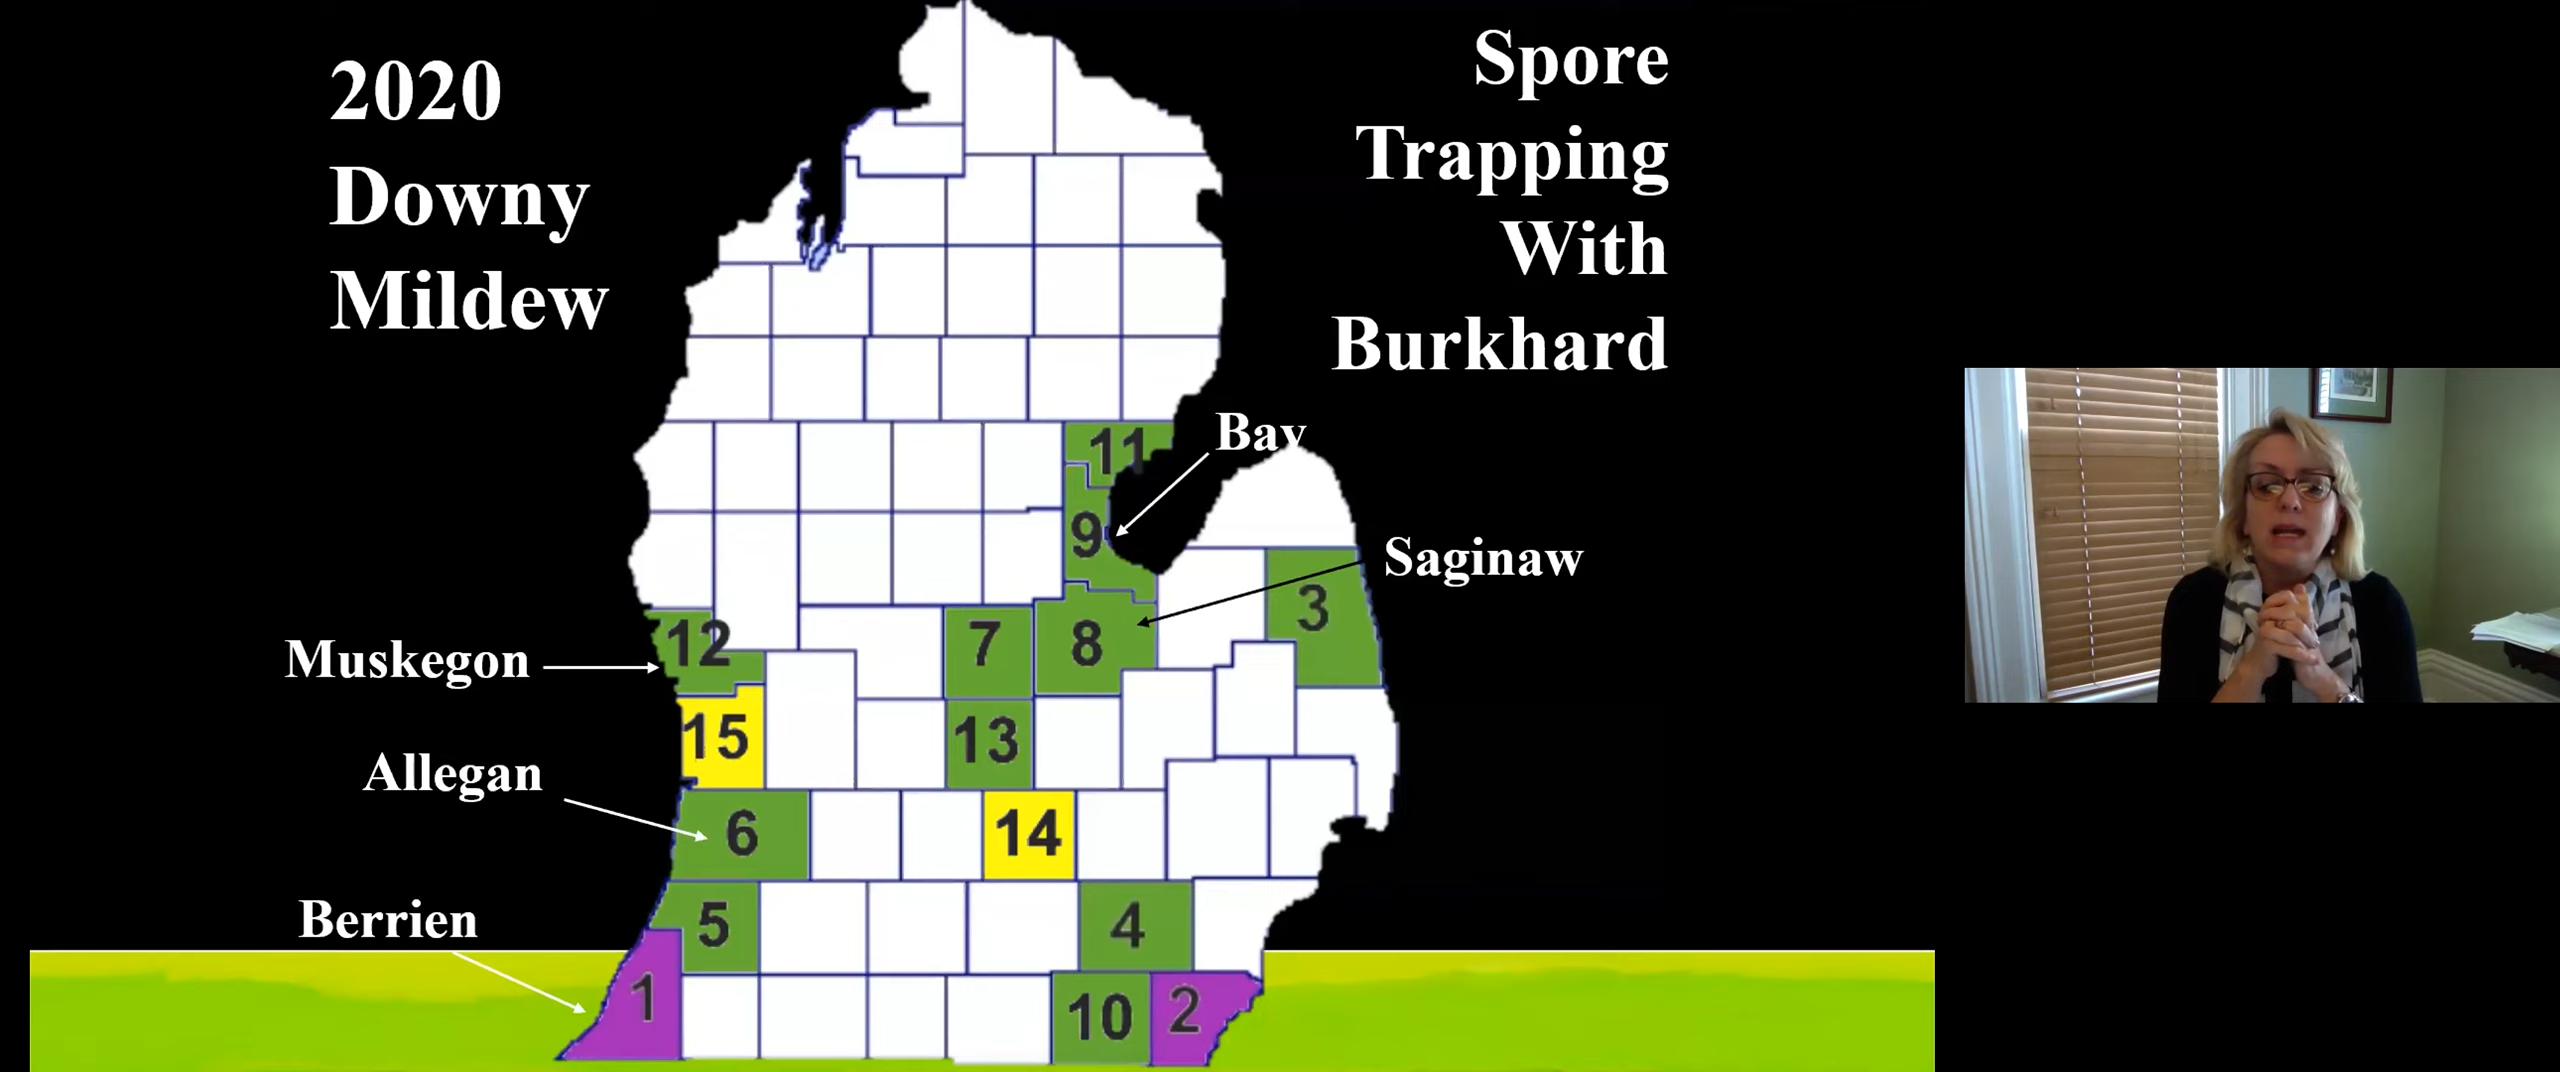 2020
Downy
Mildew
Spore
Trapping
With
Burkhard
Bay
Saginaw
Muskegon
Allegan
Berrien
11
9
3
12
7
8
15
13
6
14
5
4
1
10
2